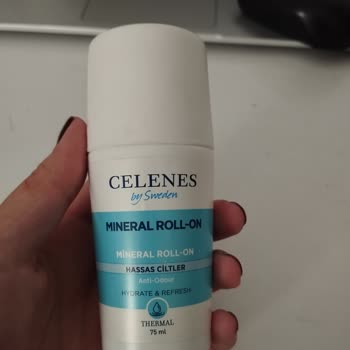 CELENES
by Sweden
MINERAL ROLL-ON
MİNERAL ROLL-ON
HASSAS CİLTLER
Anti-Odour
HYDRATE & REFRESH
THERMAL
75 ml